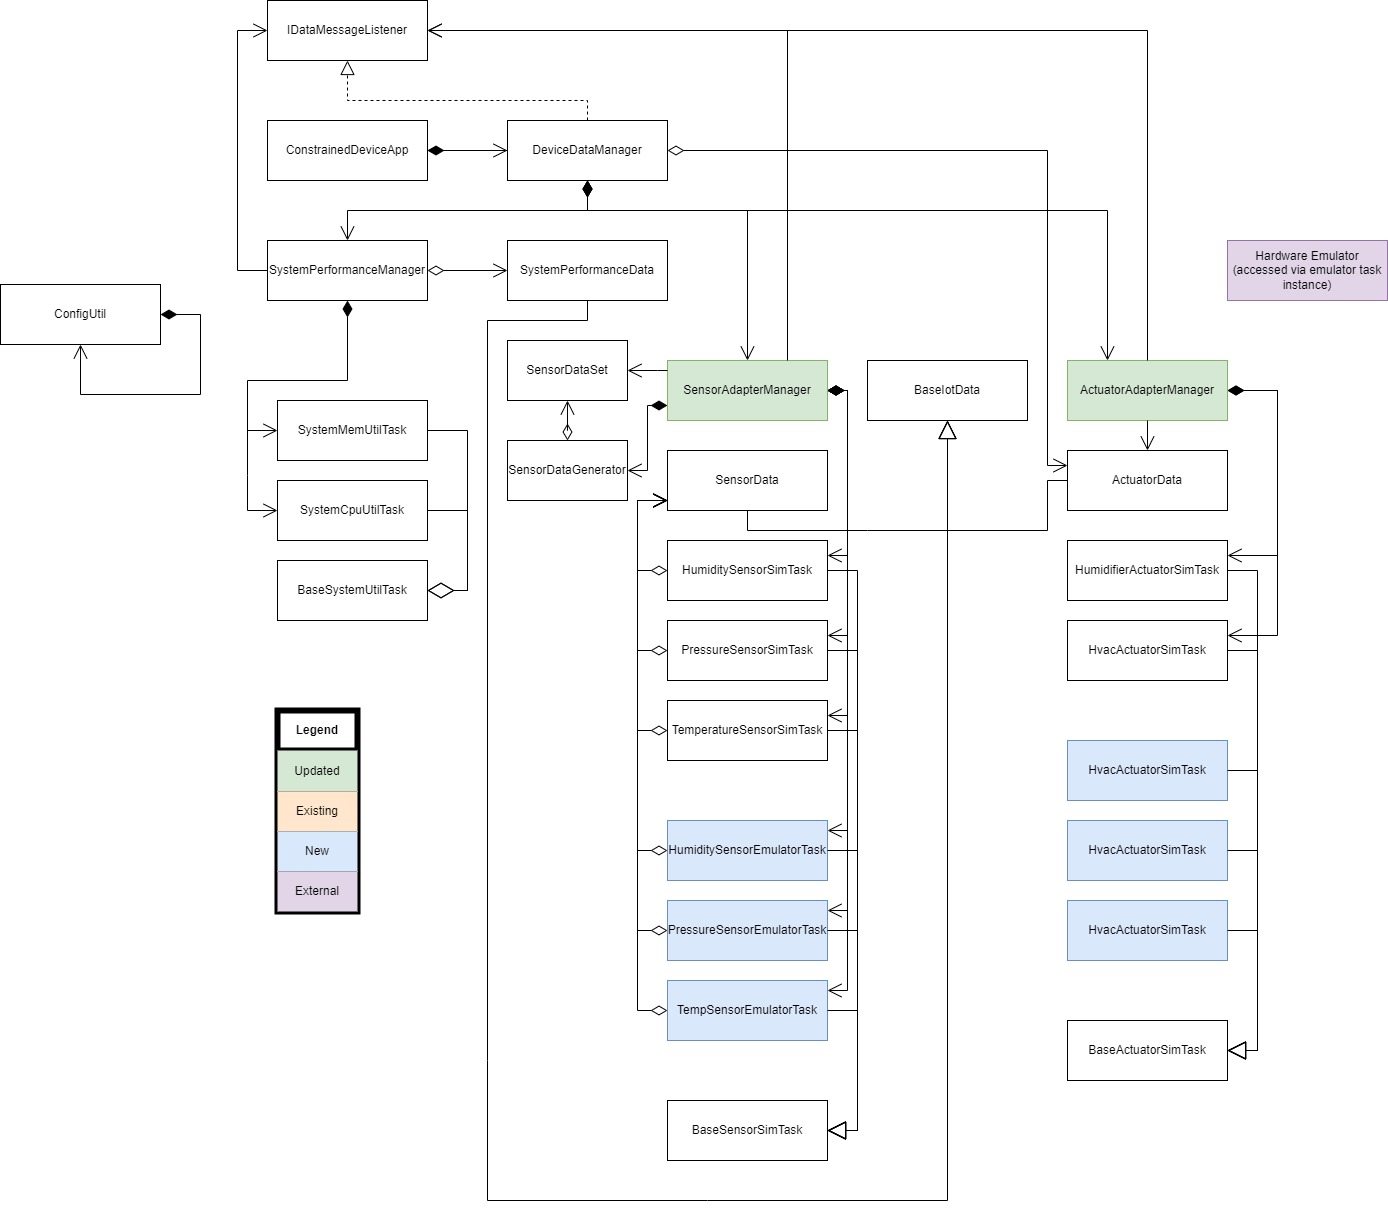 IDataMessageListener
ConstrainedDeviceApp
DeviceDataManager
SystemPerformanceManager
SystemPerformanceData
Hardware Emulator
(accessed via emulator task
instance)
ConfigUtil
SensorDataSet
SensorAdapterManager
BaseIotData
ActuatorAdapterManager
SystemMemUtilTask
SensorDataGenerator
SensorData
ActuatorData
SystemCpuUtilTask
BaseSystemUtilTask
HumiditySensorSimTask
HumidifierActuatorSimTask
PressureSensorSimTask
HvacActuatorSimTask
TemperatureSensorSimTask
Legend
Updated
Existing
New
External
HvacActuatorSimTask
HumiditySensorEmulatorTask
HvacActuatorSimTask
PressureSensorEmulatorTask
HvacActuatorSimTask
TempSensorEmulatorTask
BaseActuatorSimTask
BaseSensorSimTask